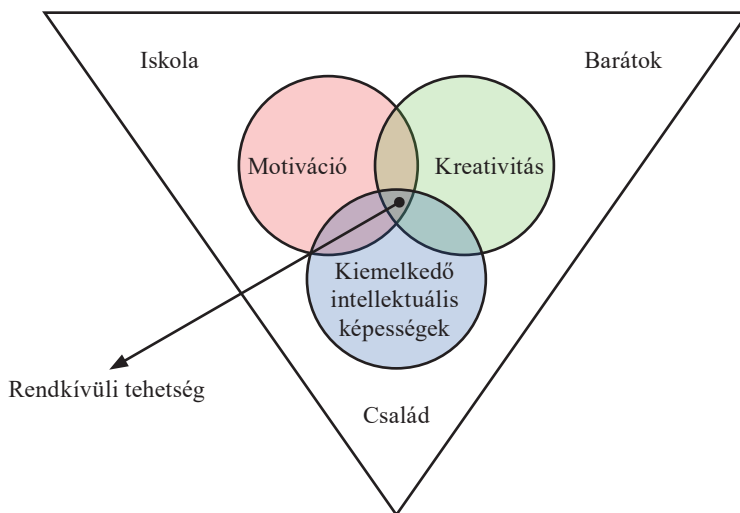 Iskola
Barátok
Motiváció
Kreativitás
Kiemelkedő
intellektuális
képességek
Rendkívüli tehetség
Család